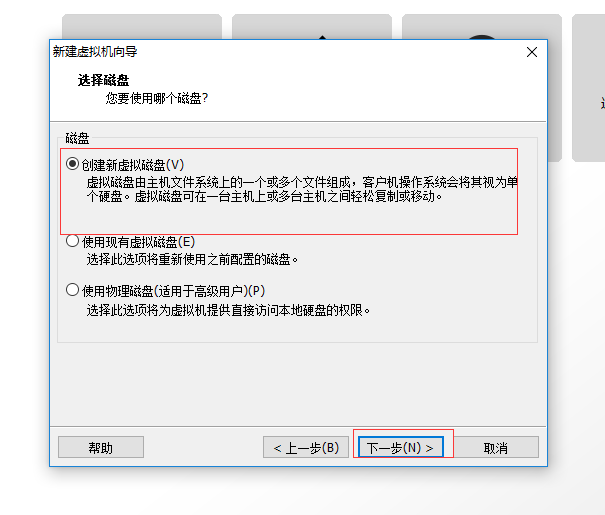 新建虚拟机向导
选择磁盘
您要使用哪个磁盘?
磁盘
创建新虚拟磁盘(V)
虚拟磁盘由主机文件系统上的一个或多个文件组成，客户机操作系统会将其视为单
个硬盘。虚拟磁盘可在一台主机上或多台主机之间轻松复制或移动。
使用现有虚拟磁盘(E)
选择此选项将重新使用之前配置的磁盘。
使用物理磁盘(适用于高级用户)(P)
选择此选项将为虚拟机提供直接访问本地硬盘的权限。
帮助
< 上一步(B)
下一步(N) >
取消